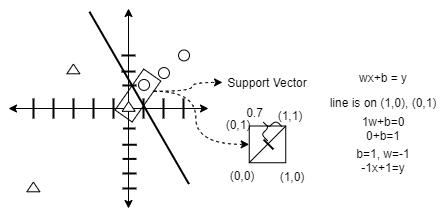 Support Vector
0.7
(0,1)
(1,1)
(0,0)
(1,0)
wx+b = y
line is on (1,0), (0,1)
1w+b=0
0+b=1
b=1, w=-1
-1x+1=y